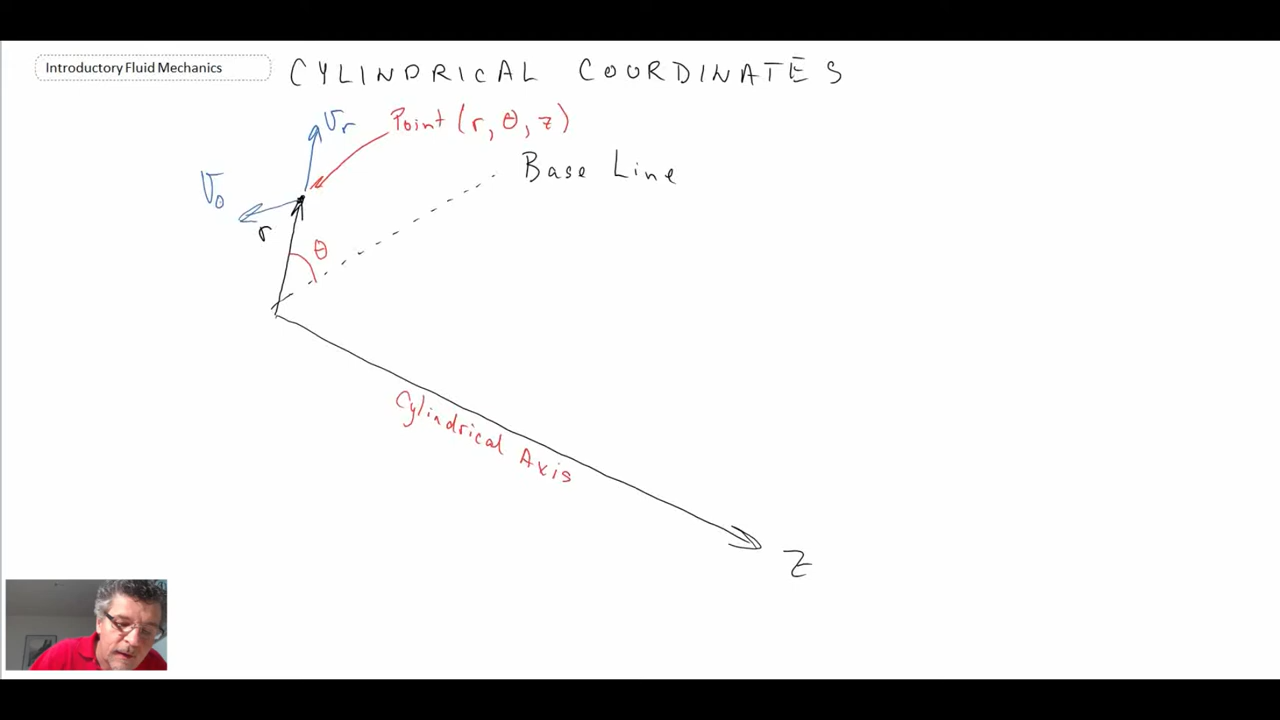 Introductory Fluid Mechanics
CYLINDRICAL COORDINATES
Vr
Point (r, θ, z)
Base Line
Vθ
r
θ
Cylindrical Axis
Z